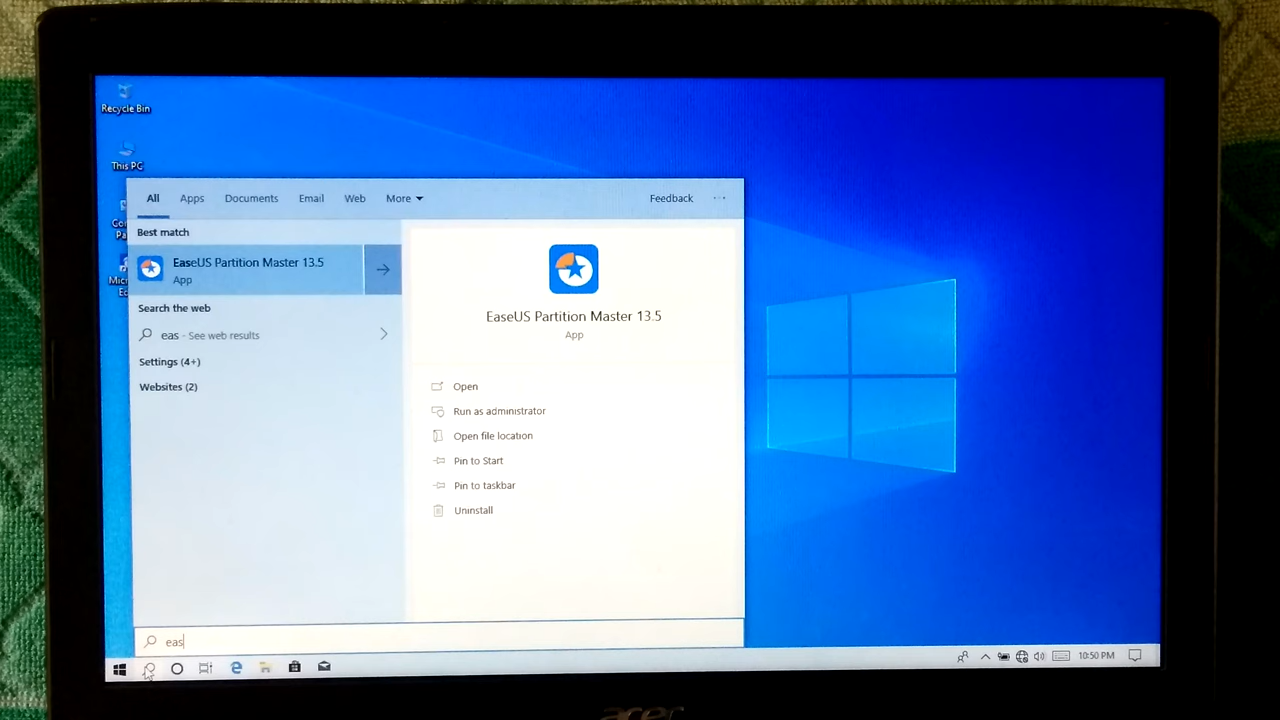 Recycle Bin
This PC
All Apps Documents Email Web More Feedback
Best match
EaseUS Partition Master 13.5
App
Search the web
eas - See web results
Settings (4+)
Websites (2)
EaseUS Partition Master 13.5
App
Open
Run as administrator
Open file location
Pin to Start
Pin to taskbar
Uninstall
eas
10:50 PM
acer